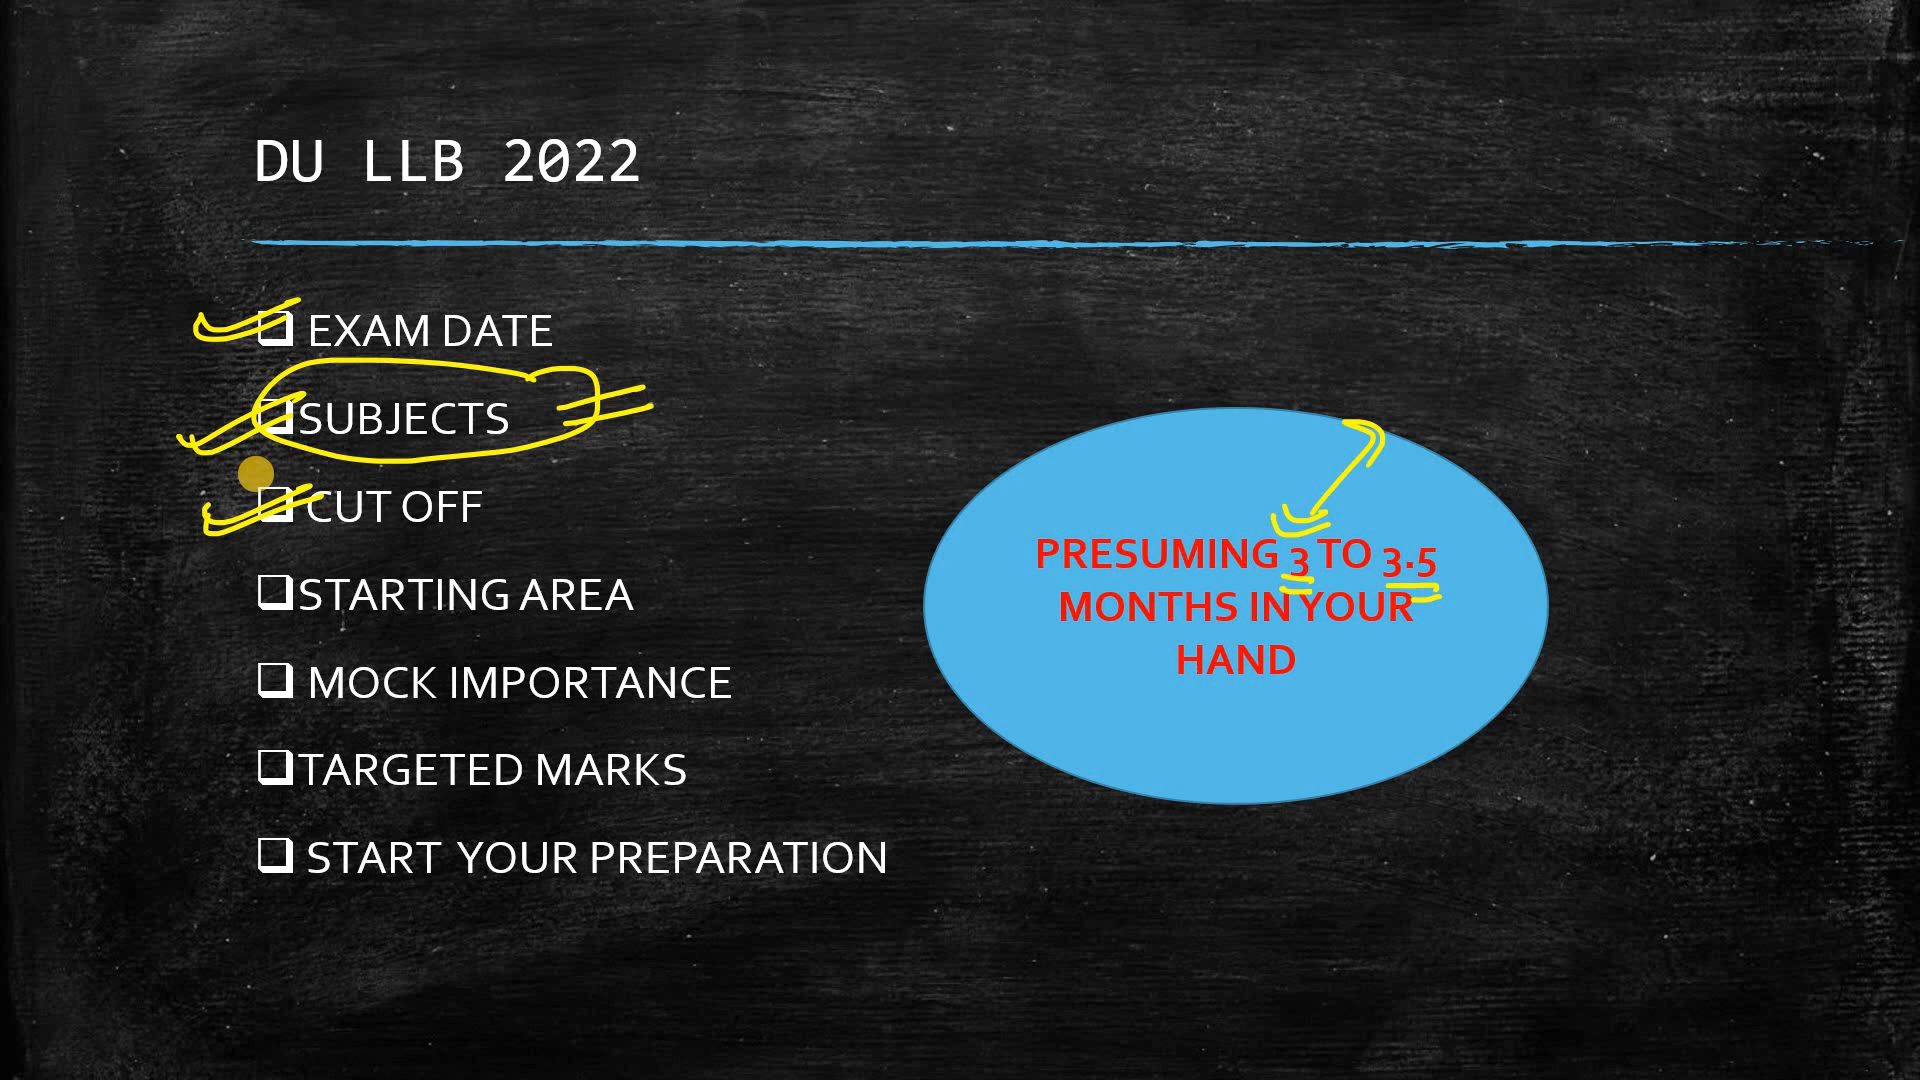 DU LLB 2022
EXAM DATE
SUBJECTS
CUT OFF
STARTING AREA
MOCK IMPORTANCE
TARGETED MARKS
START YOUR PREPARATION
PRESUMING 3 TO 3.5
MONTHS IN YOUR
HAND